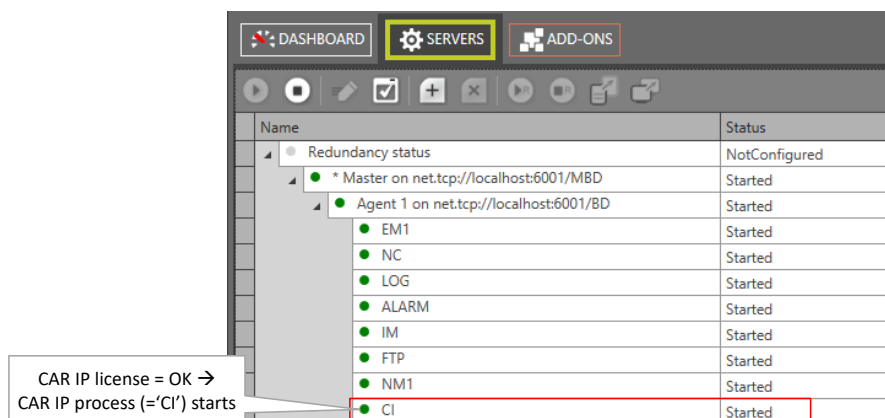 DASHBOARD SERVERS ADD-ONS
R R
Name Status
Redundancy status NotConfigured
* Master on net.tcp://localhost:6001/MBD Started
Agent 1 on net.tcp://localhost:6001/BD Started
EM1 Started
NC Started
LOG Started
ALARM Started
IM Started
FTP Started
NM1 Started
CI Started
CAR IP license = OK →
CAR IP process (=‘CI’) starts